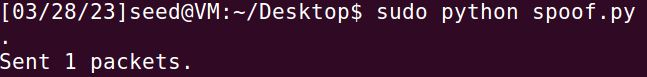 [03/28/23]seed@VM:~/Desktop$ sudo python spoof.py
.
Sent 1 packets.